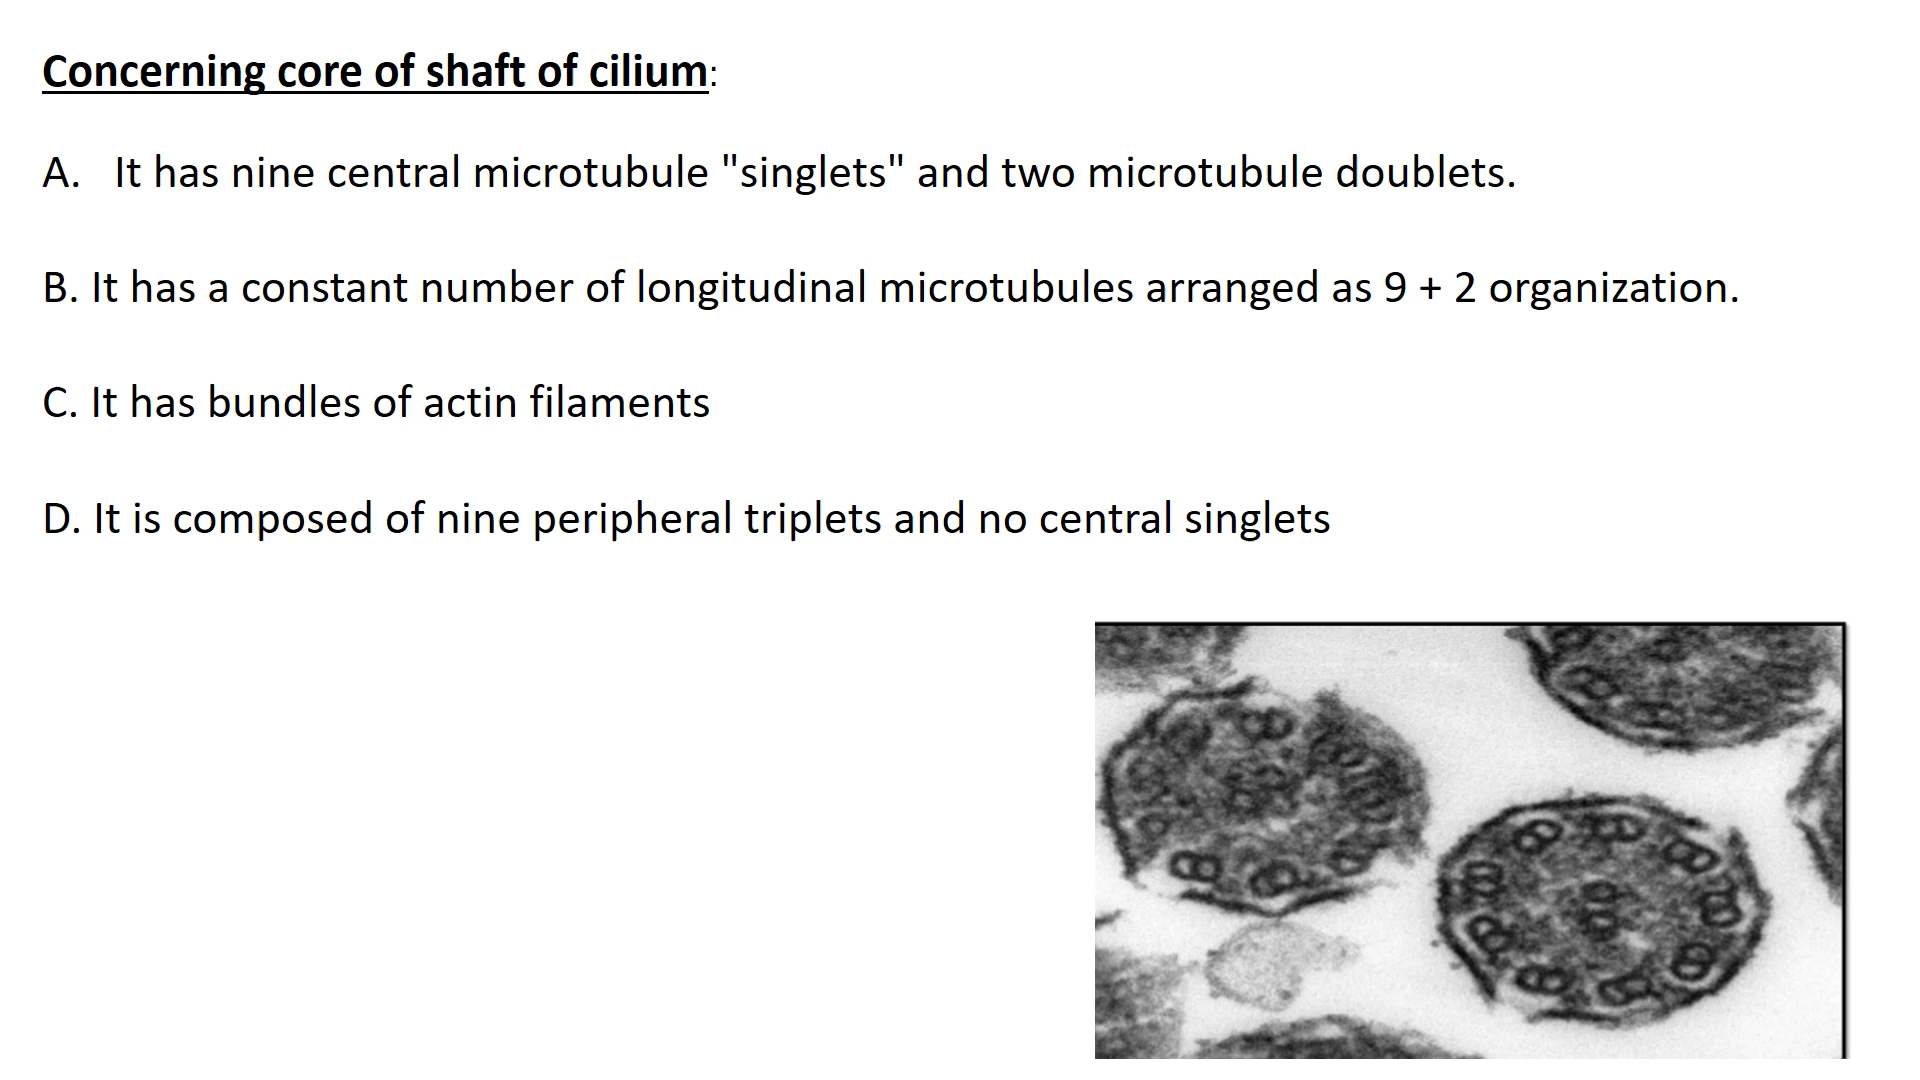 Concerning core of shaft of cilium:
A. It has nine central microtubule "singlets" and two microtubule doublets.
B. It has a constant number of longitudinal microtubules arranged as 9 + 2 organization.
C. It has bundles of actin filaments
D. It is composed of nine peripheral triplets and no central singlets